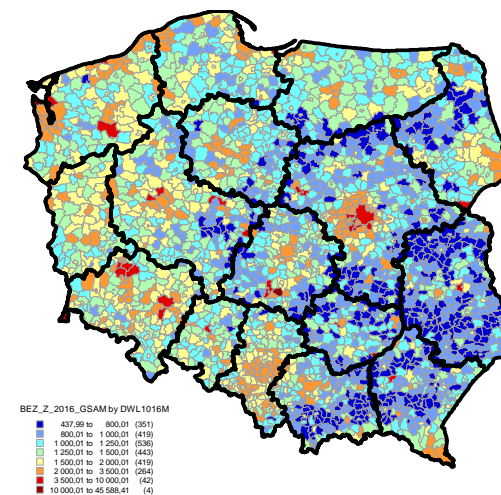 BEZ_Z_2016_GSAM by DWL1016M
437,99 to 800,01 (351)
800,01 to 1 000,01 (419)
1 000,01 to 1 250,01 (536)
1 250,01 to 1 500,01 (443)
1 500,01 to 2 000,01 (419)
2 000,01 to 3 500,01 (264)
3 500,01 to 10 000,01 (42)
10 000,01 to 45 588,41 (4)